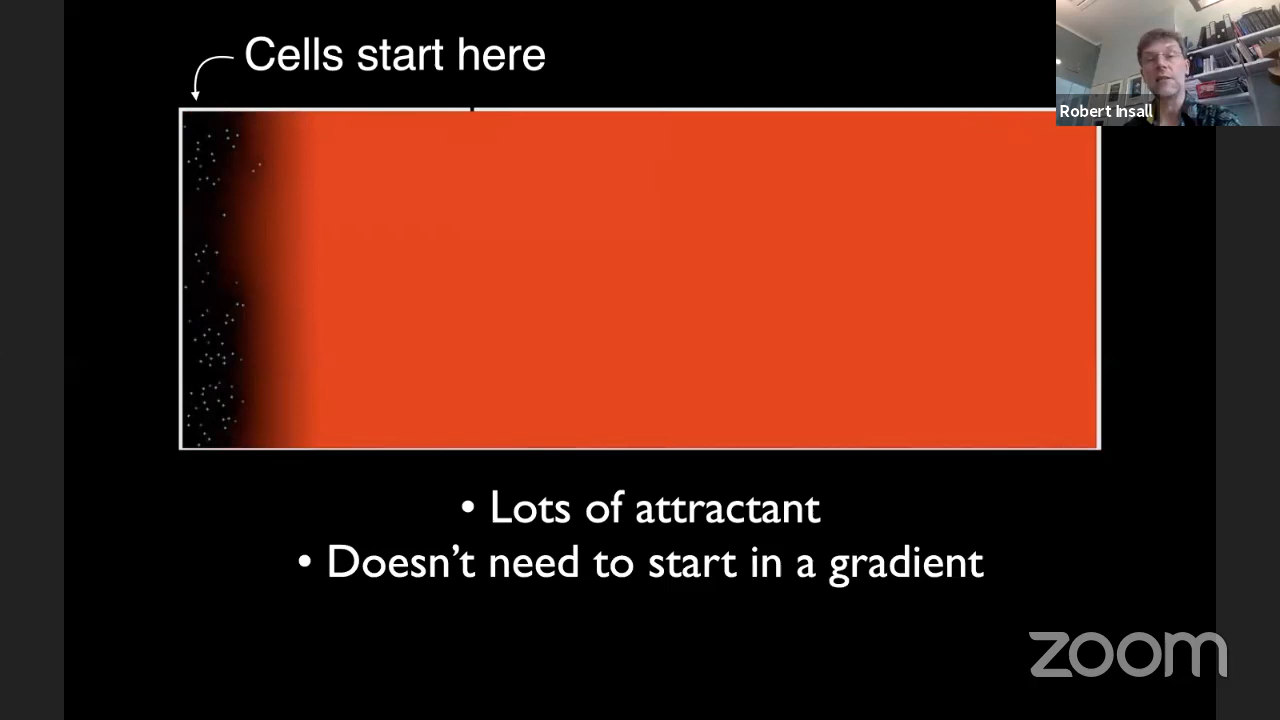 Cells start here
Robert Insall
• Lots of attractant
• Doesn’t need to start in a gradient
zoom